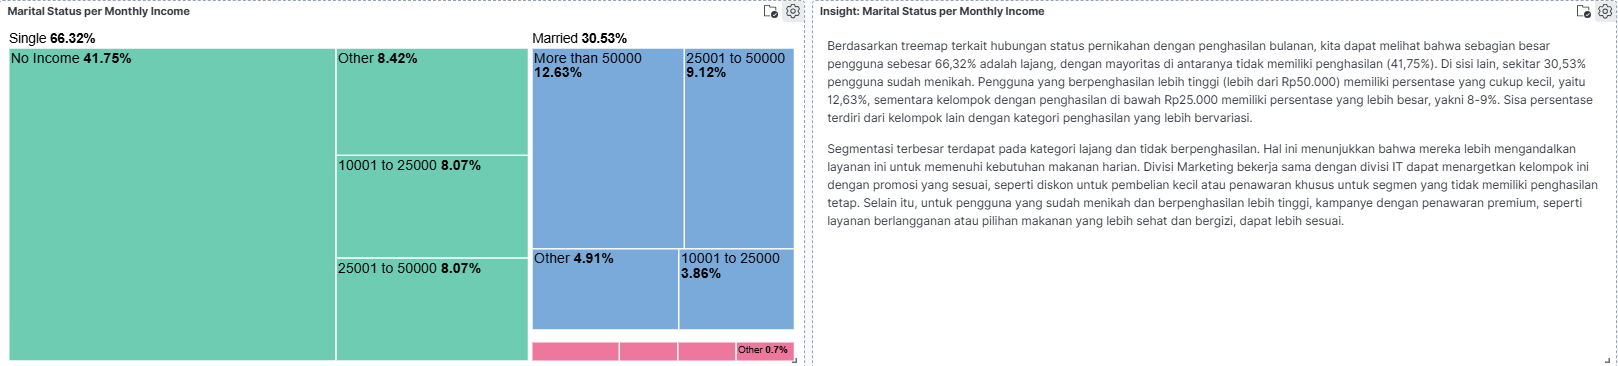 Marital Status per Monthly Income
Single 66.32%
Married 30.53%
No Income 41.75%
Other 8.42%
10001 to 25000 8.07%
25001 to 50000 8.07%
More than 50000
12.63%
25001 to 50000
9.12%
Other 4.91%
10001 to 25000
3.86%
Other 0.7%
Insight: Marital Status per Monthly Income
Berdasarkan treemap terkait hubungan status pernikahan dengan penghasilan bulanan, kita dapat melihat bahwa sebagian besar
pengguna sebesar 66,32% adalah lajang, dengan mayoritas di antaranya tidak memiliki penghasilan (41,75%). Di sisi lain, sekitar 30,53%
pengguna sudah menikah. Pengguna yang berpenghasilan lebih tinggi (lebih dari Rp50.000) memiliki persentase yang cukup kecil, yaitu
12,63%, sementara kelompok dengan penghasilan di bawah Rp25.000 memiliki persentase yang lebih besar, yakni 8-9%. Sisa persentase
terdiri dari kelompok lain dengan kategori penghasilan yang lebih bervariasi.
Segmentasi terbesar terdapat pada kategori lajang dan tidak berpenghasilan. Hal ini menunjukkan bahwa mereka lebih mengandalkan
layanan ini untuk memenuhi kebutuhan makanan harian. Divisi Marketing bekerja sama dengan divisi IT dapat menargetkan kelompok ini
dengan promosi yang sesuai, seperti diskon untuk pembelian kecil atau penawaran khusus untuk segmen yang tidak memiliki penghasilan
tetap. Selain itu, untuk pengguna yang sudah menikah dan berpenghasilan lebih tinggi, kampanye dengan penawaran premium, seperti
layanan berlangganan atau pilihan makanan yang lebih sehat dan bergizi, dapat lebih sesuai.